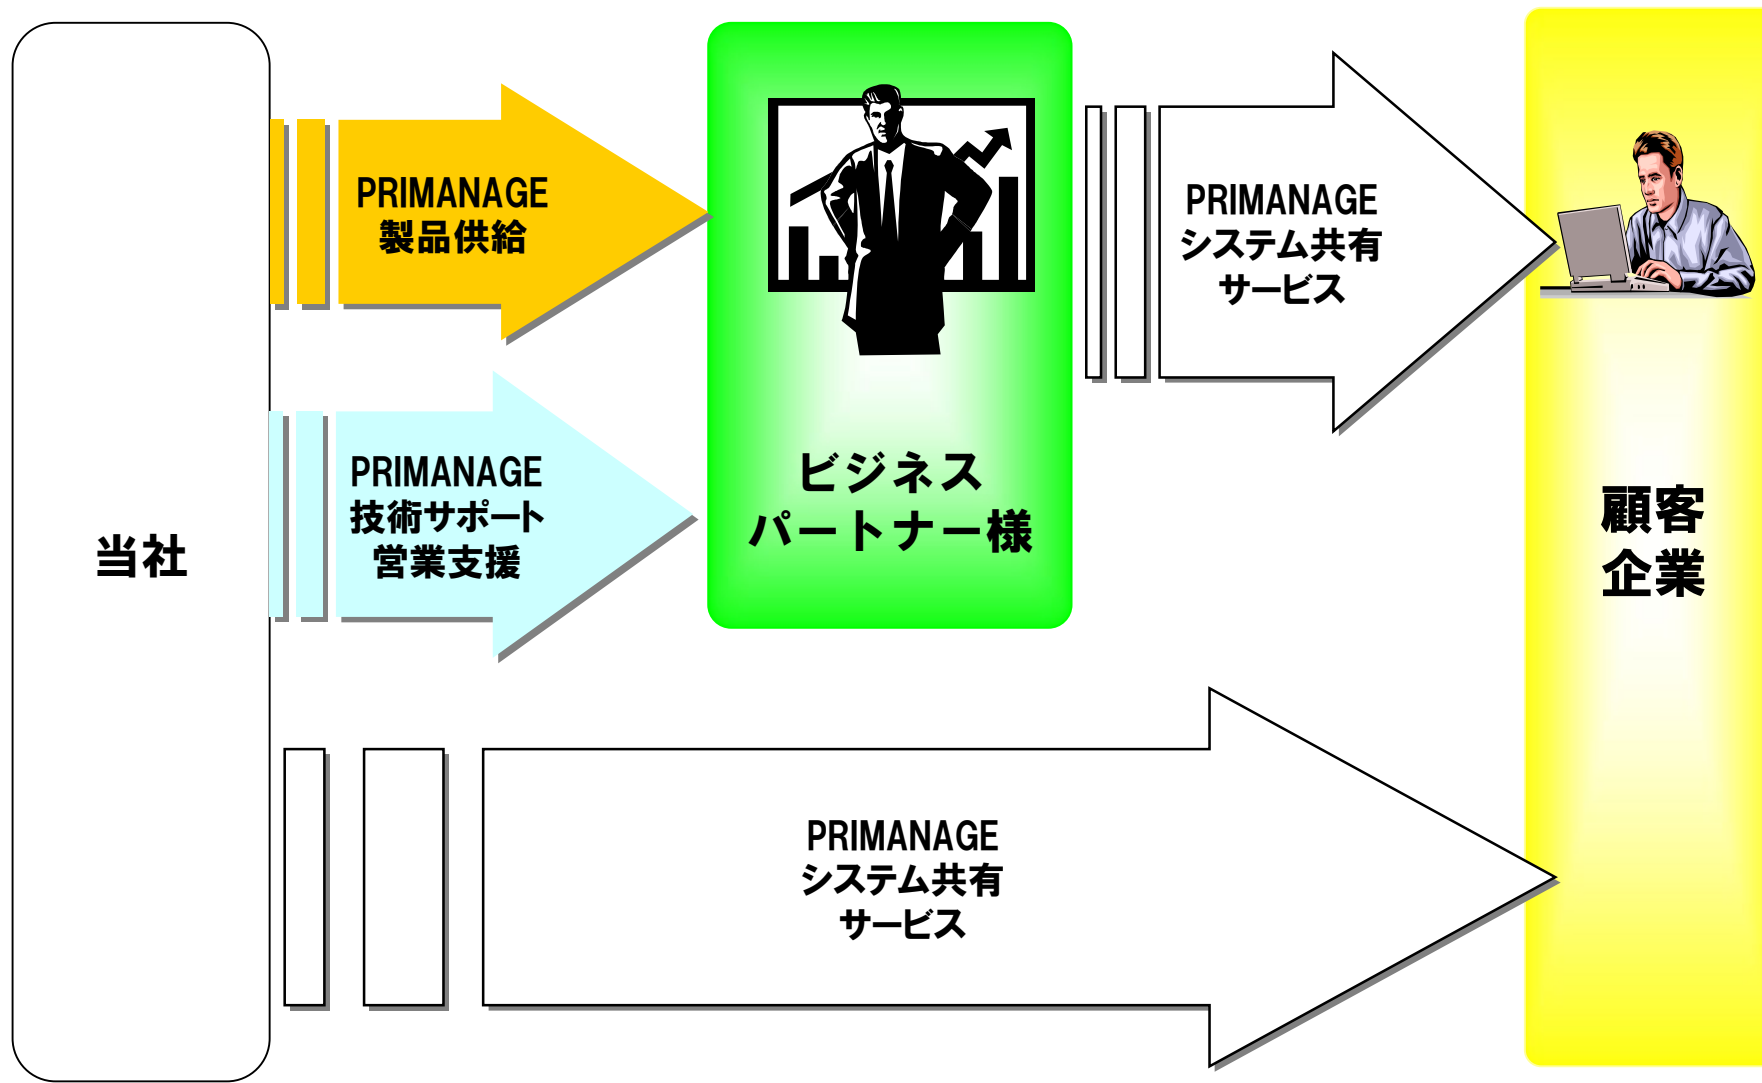 当社
PRIMANAGE
製品供給
PRIMANAGE
技術サポート
営業支援
ビジネス
パートナー様
PRIMANAGE
システム共有
サービス
顧客
企業
PRIMANAGE
システム共有
サービス